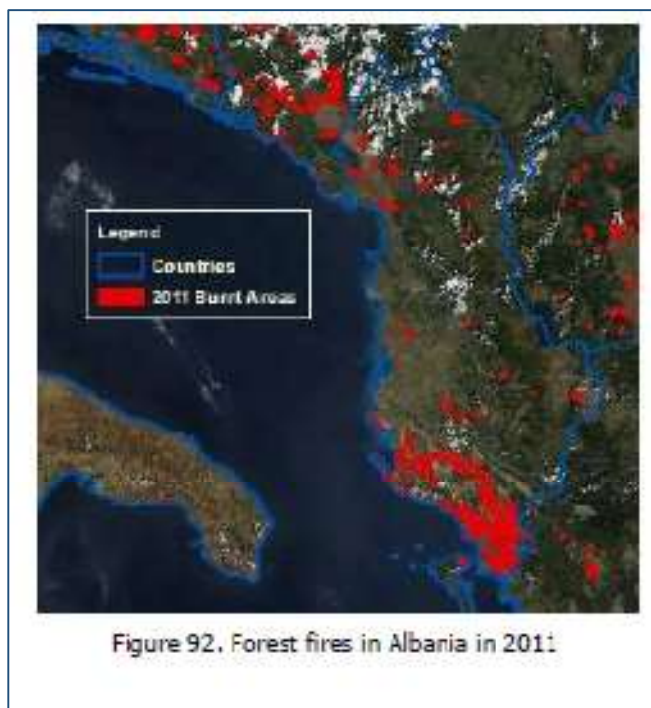 Legend
Countries
2011 Burnt Areas
Figure 92. Forest fires in Albania in 2011